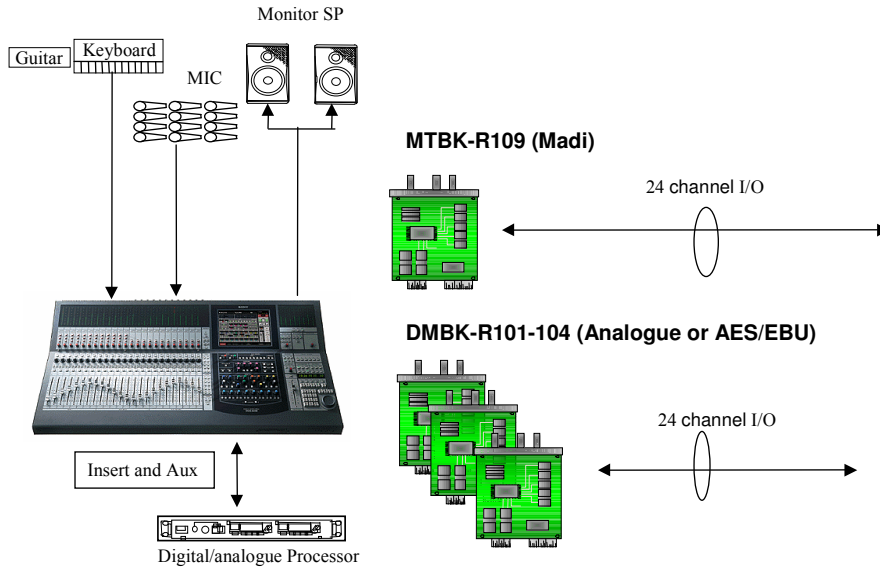 Monitor SP
Guitar
Keyboard
MIC
MTBK-R109 (Madi)
24 channel I/O
DMBK-R101-104 (Analogue or AES/EBU)
24 channel I/O
Insert and Aux
Digital/analogue Processor